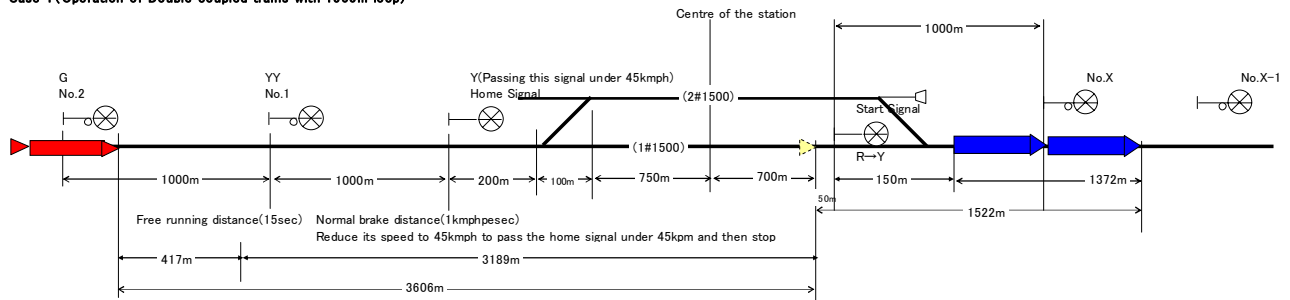 Centre of the station
1000m
G
No.2
YY
No.1
Y(Passing this signal under 45kmph)
Home Signal
(2#1500)
Start Signal
No.X
No.X-1
(1#1500)
R→Y
1000m
1000m
200m
100m
750m
700m
150m
1372m
50m
1522m
Free running distance(15sec)
Normal brake distance(1kmphpesec)
Reduce its speed to 45kmph to pass the home signal under 45kpm and then stop
417m
3189m
3606m